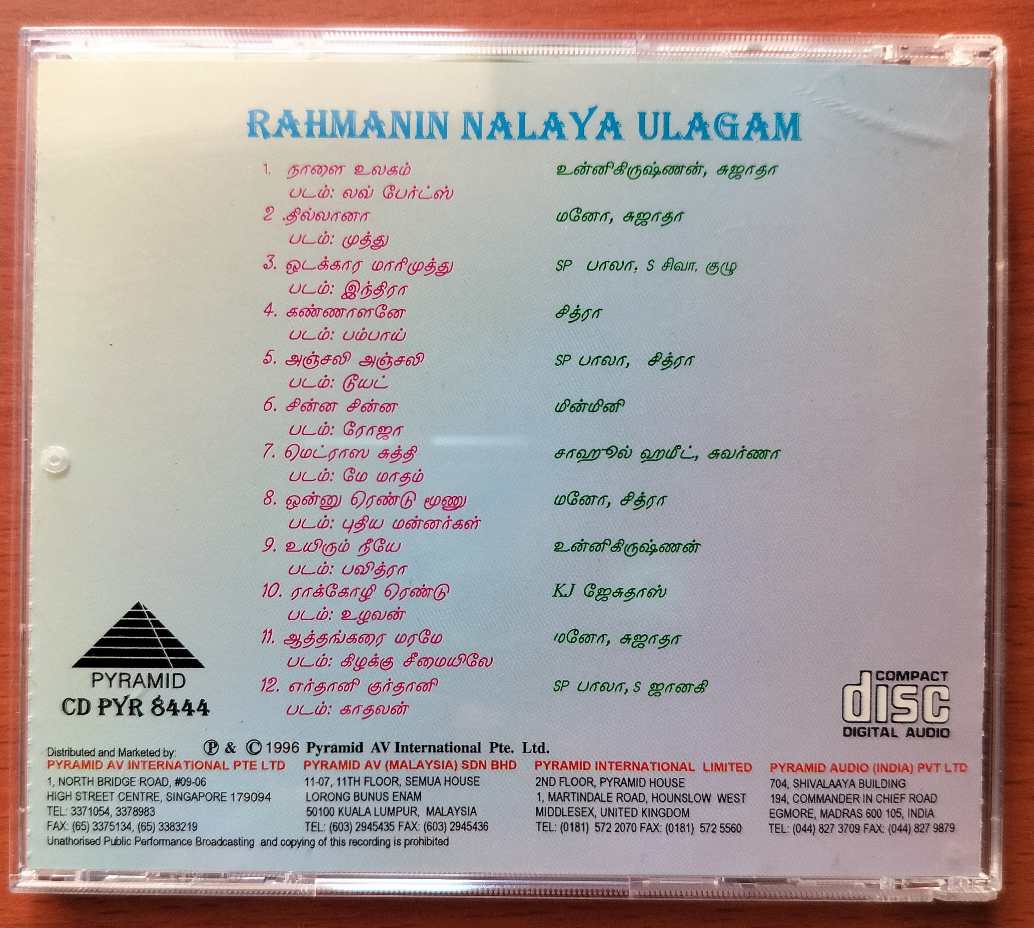 RAHMANIN NALAYA ULAGAM
1. நாளை உலகம் உன்னிகிருஷ்ணன், சுஜாதா
படம்: லவ் பேர்ட்ஸ்
2 .தில்லானா மனோ, சுஜாதா
படம்: முத்து
3. ஒடக்கார மாரிமுத்து SP பாலா, S சிவா, குழு
படம்: இந்திரா
4. கண்ணாளனே சித்ரா
படம்: பம்பாய்
5. அஞ்சலி அஞ்சலி SP பாலா, சித்ரா
படம்: டூயட்
6. சின்ன சின்ன மின்மினி
படம்: ரோஜா
7. மெட்ராஸ சுத்தி சாஹூல் ஹமீட், சுவர்ணா
படம்: மே மாதம்
8. ஒன்னு ரெண்டு மூணு மனோ, சித்ரா
படம்: புதிய மன்னர்கள்
9. உயிரும் நீயே உன்னிகிருஷ்ணன்
படம்: பவித்ரா
10. ராக்கோழி ரெண்டு KJ ஜேசுதாஸ்
படம்: உழவன்
11. ஆத்தங்கரை மரமே மனோ, சுஜாதா
படம்: கிழக்கு சீமையிலே
12. எர்தானி குர்தானி SP பாலா, S ஜானகி
படம்: காதலன்
PYRAMID
CD PYR 8444
COMPACT
disc
DIGITAL AUDIO
Distributed and Marketed by: ℗ & © 1996 Pyramid AV International Pte. Ltd.
PYRAMID AV INTERNATIONAL PTE LTD
1, NORTH BRIDGE ROAD, #09-06
HIGH STREET CENTRE, SINGAPORE 179094
TEL: 3371054, 3378983
FAX: (65) 3375134, (65) 3383219
PYRAMID AV (MALAYSIA) SDN BHD
11-07, 11TH FLOOR, SEMUA HOUSE
LORONG BUNUS ENAM
50100 KUALA LUMPUR, MALAYSIA
TEL: (603) 2945435 FAX: (603) 2945436
PYRAMID INTERNATIONAL LIMITED
2ND FLOOR, PYRAMID HOUSE
1, MARTINDALE ROAD, HOUNSLOW WEST
MIDDLESEX, UNITED KINGDOM
TEL: (0181) 572 2070 FAX: (0181) 572 5560
PYRAMID AUDIO (INDIA) PVT LTD
704, SHIVALAAYA BUILDING
194, COMMANDER IN CHIEF ROAD
EGMORE, MADRAS 600 105, INDIA
TEL: (044) 827 3709 FAX: (044) 827 9879
Unathorised Public Performance Broadcasting and copying of this recording is prohibited